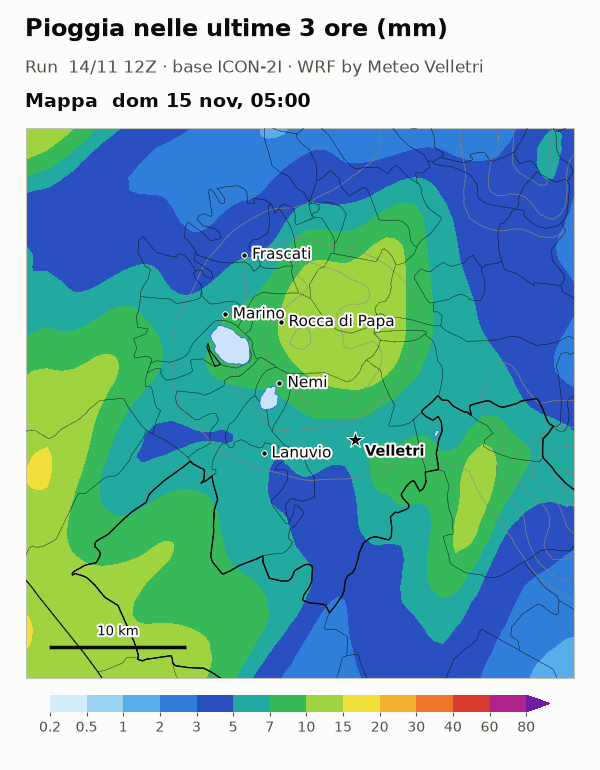 Pioggia nelle ultime 3 ore (mm)
Run  14/11 12Z · base ICON-2I · WRF by Meteo Velletri
Mappa  dom 15 nov, 05:00
Frascati
Marino
Rocca di Papa
Nemi
Velletri
Lanuvio
10 km
0.2 0.5 1 2 3 5 7 10 15 20 30 40 60 80